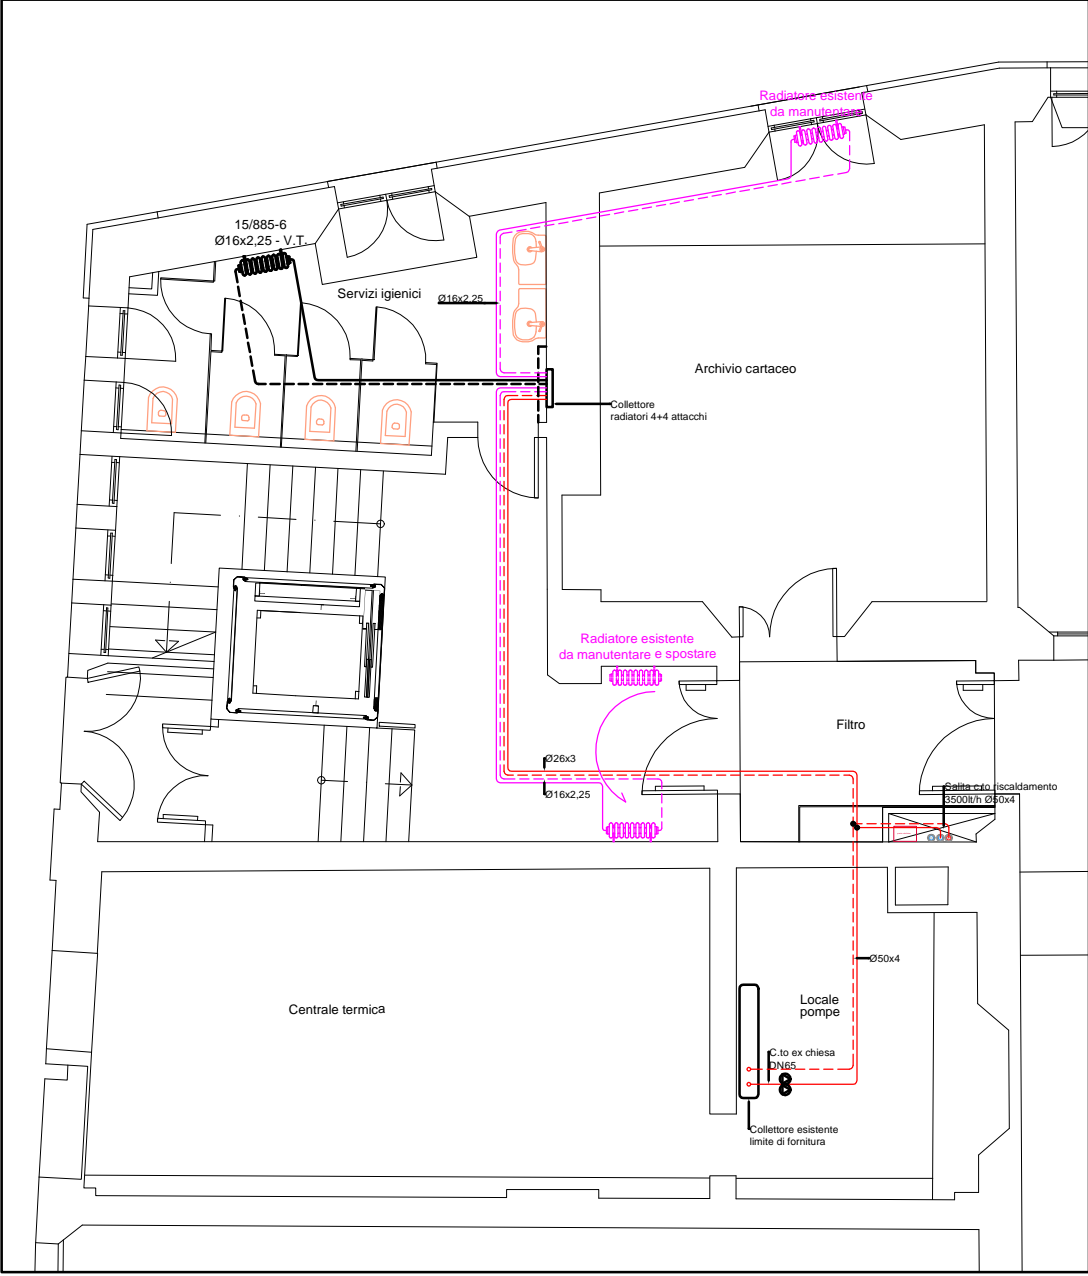 Radiatore esistente
da manutentare
15/885-6
Ø16x2,25 - V.T.
Servizi igienici
Ø16x2,25
Archivio cartaceo
Collettore
radiatori 4+4 attacchi
Radiatore esistente
da manutentare e spostare
Filtro
Ø26x3
Ø16x2,25
Salita c.to riscaldamento
3500lt/h Ø50x4
Ø50x4
Centrale termica
Locale
pompe
C.to ex chiesa
DN65
Collettore esistente
limite di fornitura